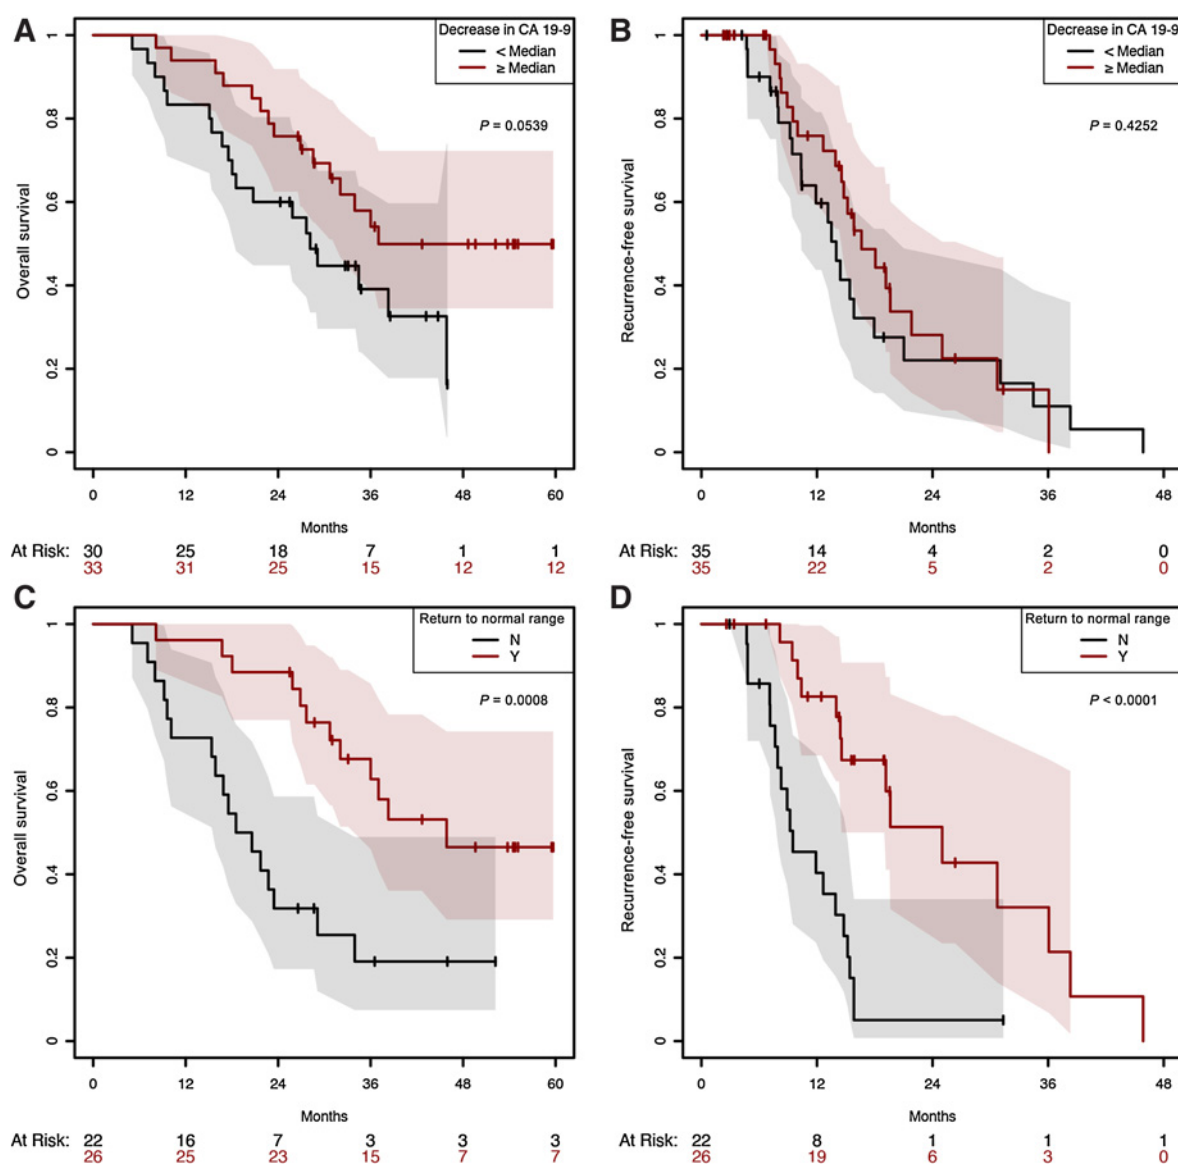 A
Decrease in CA 19-9
< Median
≥ Median
P = 0.0539
Overall survival
1
0.8
0.6
0.4
0.2
0
0 12 24 36 48 60
Months
At Risk: 30 25 18 7 1 1
33 31 25 15 12 12
B
Decrease in CA 19-9
< Median
≥ Median
P = 0.4252
Recurrence-free survival
1
0.8
0.6
0.4
0.2
0
0 12 24 36 48
Months
At Risk: 35 14 4 2 0
35 22 5 2 0
C
Return to normal range
N
Y
P = 0.0008
Overall survival
1
0.8
0.6
0.4
0.2
0
0 12 24 36 48 60
Months
At Risk: 22 16 7 3 3 3
26 25 23 15 7 7
D
Return to normal range
N
Y
P < 0.0001
Recurrence-free survival
1
0.8
0.6
0.4
0.2
0
0 12 24 36 48
Months
At Risk: 22 8 1 1 1
26 19 6 3 0